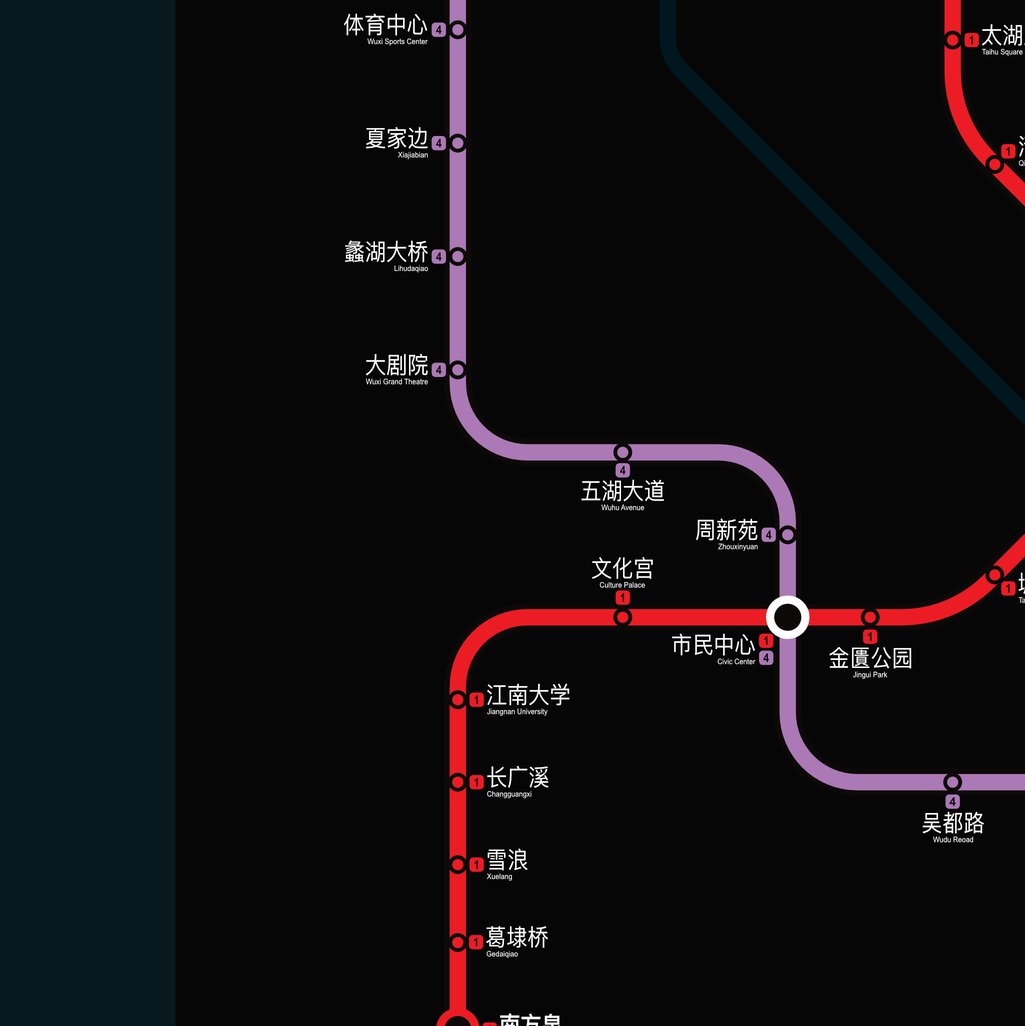 体育中心
4
Wuxi Sports Center
1
太湖
Taihu Square
夏家边
4
Xiajiabian
1
蠡湖大桥
4
Lihudaqiao
大剧院
4
Wuxi Grand Theatre
4
五湖大道
Wuhu Avenue
周新苑
4
Zhouxinyuan
文化宫
Culture Palace
1
1
市民中心
1
Civic Center
4
1
金匮公园
Jingui Park
1
江南大学
Jiangnan University
1
长广溪
Changguangxi
4
吴都路
Wudu Reoad
1
雪浪
Xuelang
1
葛埭桥
Gedaiqiao
南方泉